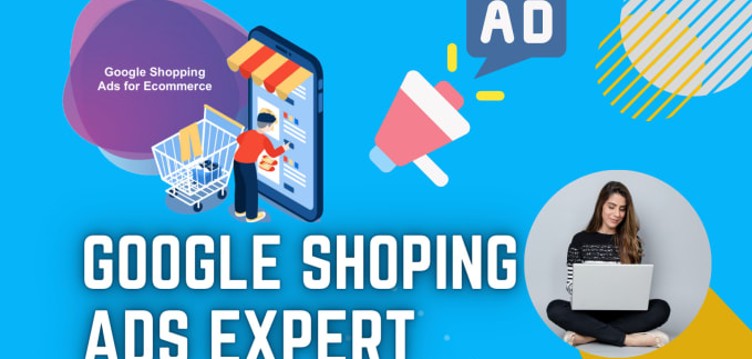 AD
Google Shopping
Ads for Ecommerce
GOOGLE SHOPING
ADS EXPERT